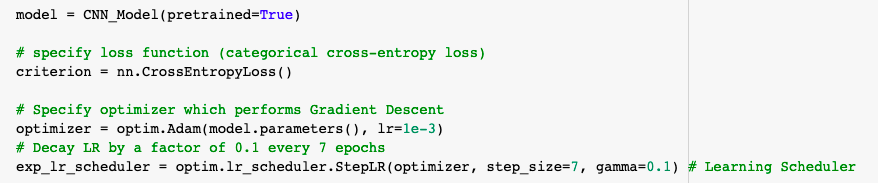 model = CNN_Model(pretrained=True)
# specify loss function (categorical cross-entropy loss)
criterion = nn.CrossEntropyLoss()
# Specify optimizer which performs Gradient Descent
optimizer = optim.Adam(model.parameters(), lr=1e-3)
# Decay LR by a factor of 0.1 every 7 epochs
exp_lr_scheduler = optim.lr_scheduler.StepLR(optimizer, step_size=7, gamma=0.1) # Learning Scheduler